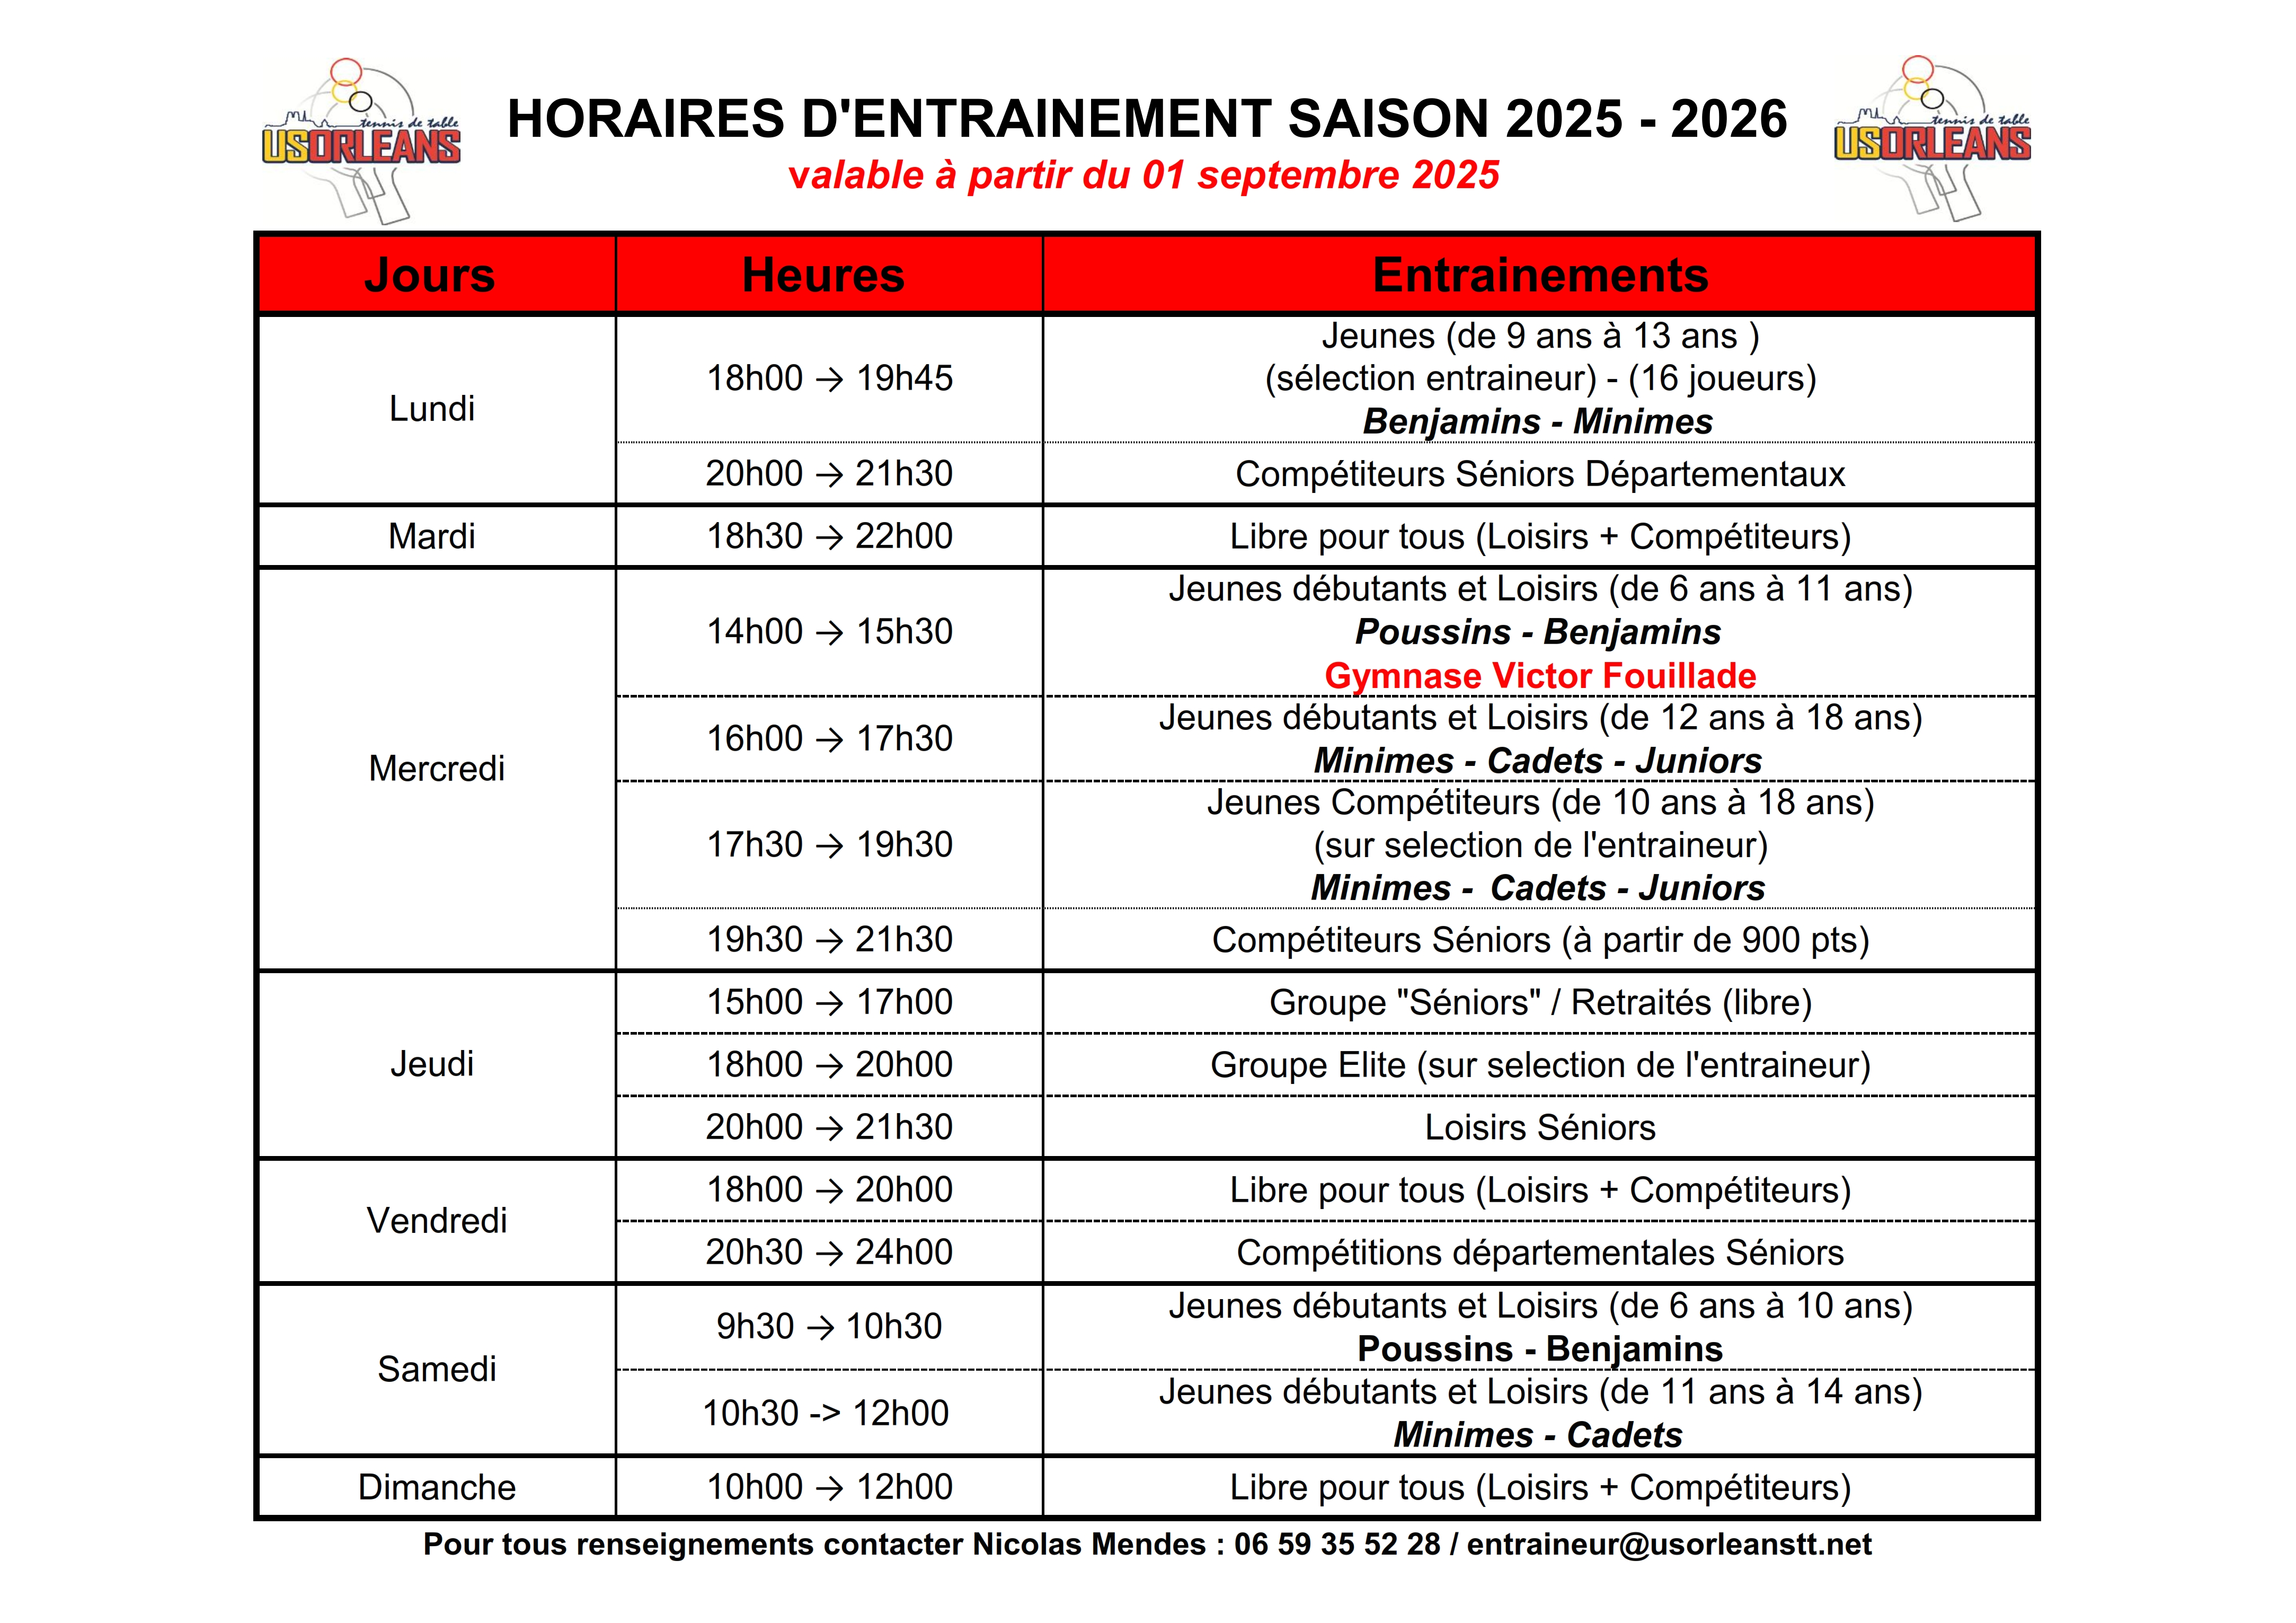 tennis de table
USORLEANS
HORAIRES D'ENTRAINEMENT SAISON 2025 - 2026
valable à partir du 01 septembre 2025
tennis de table
USORLEANS
Jours Heures Entrainements
Lundi
18h00 → 19h45
Jeunes (de 9 ans à 13 ans )
(sélection entraineur) - (16 joueurs)
Benjamins - Minimes
20h00 → 21h30 Compétiteurs Séniors Départementaux
Mardi 18h30 → 22h00 Libre pour tous (Loisirs + Compétiteurs)
Mercredi
14h00 → 15h30
Jeunes débutants et Loisirs (de 6 ans à 11 ans)
Poussins - Benjamins
Gymnase Victor Fouillade
16h00 → 17h30
Jeunes débutants et Loisirs (de 12 ans à 18 ans)
Minimes - Cadets - Juniors
17h30 → 19h30
Jeunes Compétiteurs (de 10 ans à 18 ans)
(sur selection de l'entraineur)
Minimes - Cadets - Juniors
19h30 → 21h30 Compétiteurs Séniors (à partir de 900 pts)
Jeudi
15h00 → 17h00 Groupe "Séniors" / Retraités (libre)
18h00 → 20h00 Groupe Elite (sur selection de l'entraineur)
20h00 → 21h30 Loisirs Séniors
Vendredi
18h00 → 20h00 Libre pour tous (Loisirs + Compétiteurs)
20h30 → 24h00 Compétitions départementales Séniors
Samedi
9h30 → 10h30
Jeunes débutants et Loisirs (de 6 ans à 10 ans)
Poussins - Benjamins
10h30 -> 12h00
Jeunes débutants et Loisirs (de 11 ans à 14 ans)
Minimes - Cadets
Dimanche 10h00 → 12h00 Libre pour tous (Loisirs + Compétiteurs)
Pour tous renseignements contacter Nicolas Mendes : 06 59 35 52 28 / entraineur@usorleanstt.net